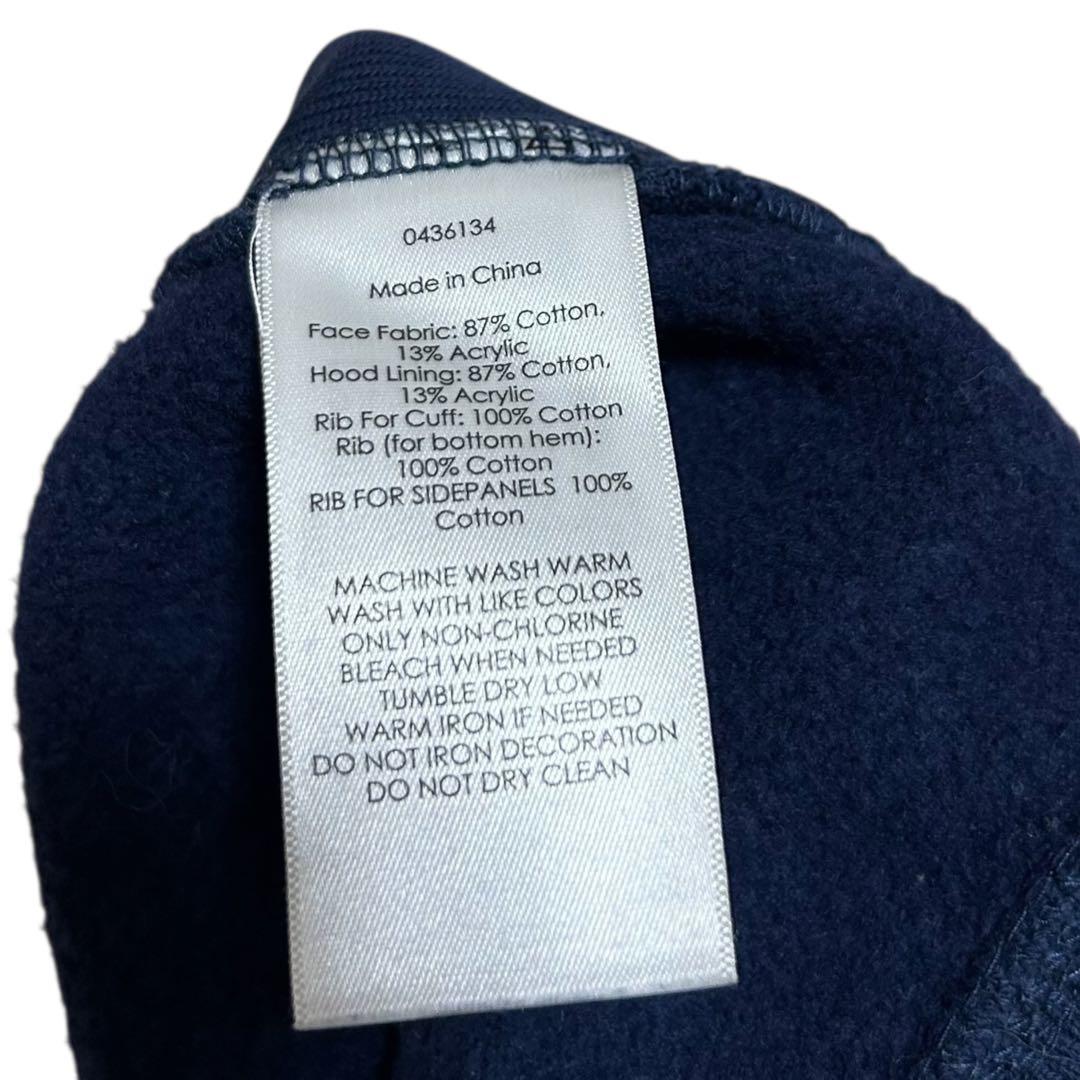 0436134
Made in China
Face Fabric: 87% Cotton,
13% Acrylic
Hood Lining: 87% Cotton,
13% Acrylic
Rib For Cuff: 100% Cotton
Rib (for bottom hem):
100% Cotton
RIB FOR SIDEPANELS 100%
Cotton
MACHINE WASH WARM
WASH WITH LIKE COLORS
ONLY NON-CHLORINE
BLEACH WHEN NEEDED
TUMBLE DRY LOW
WARM IRON IF NEEDED
DO NOT IRON DECORATION
DO NOT DRY CLEAN